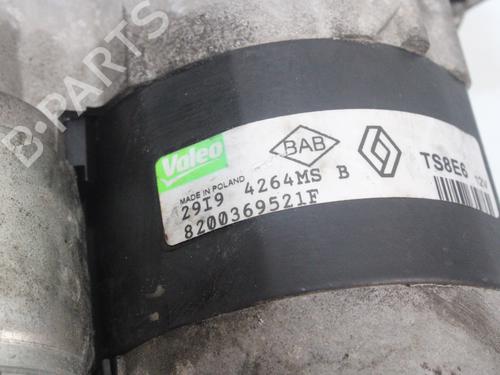 B-PARTS
Valeo
BAB
TS8E6 12V
MADE IN POLAND
29I9 4264MS B
8200369521F